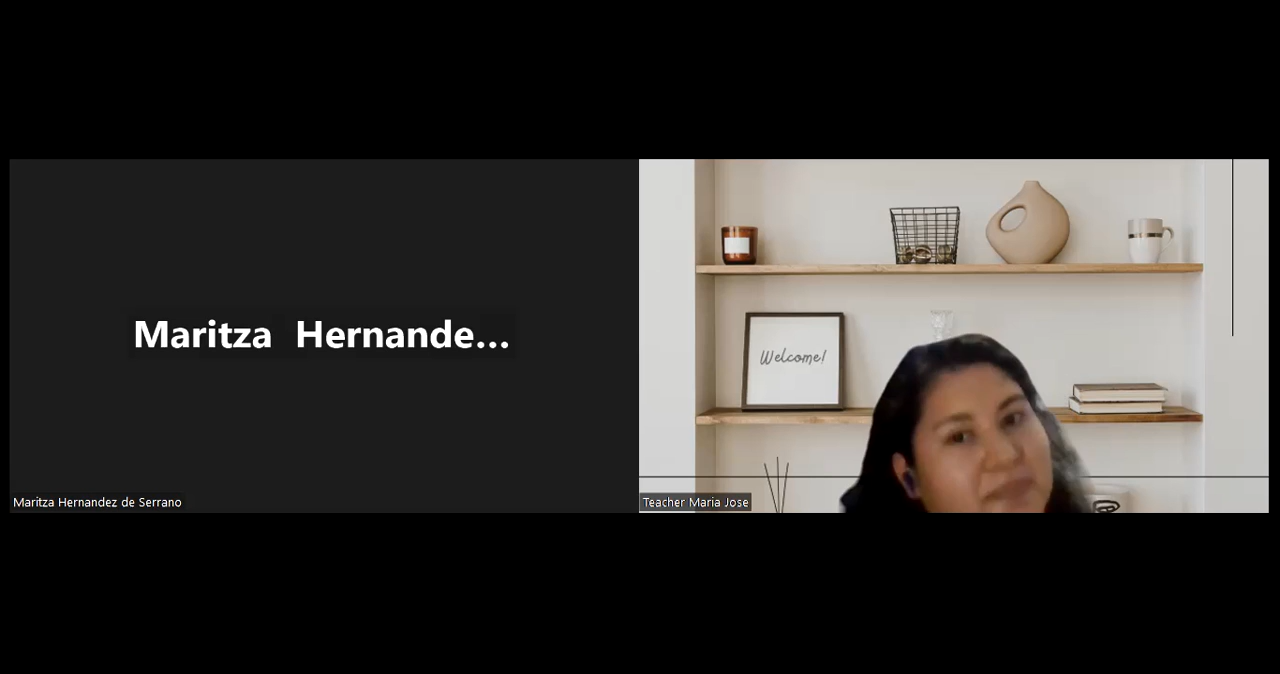 Maritza Hernande...
Maritza Hernandez de Serrano
Welcome!
Teacher Maria Jose